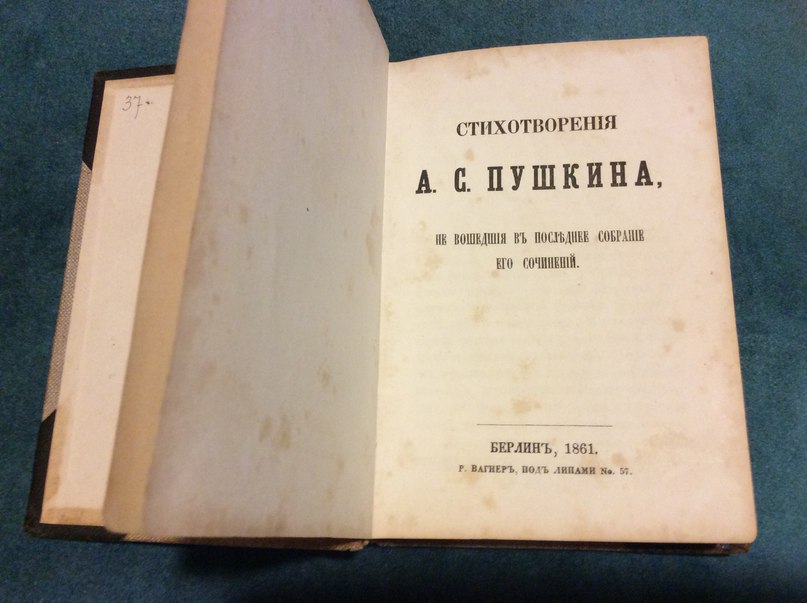 37.
СТИХОТВОРЕНІЯ
А. С. ПУШКИНА,
НЕ ВОШЕДШІЯ ВЪ ПОСЛѢДНЕЕ СОБРАНІЕ
ЕГО СОЧИНЕНІЙ.
БЕРЛИНЪ, 1861.
Р. ВАГНЕРЪ, ПОДЪ ЛИПАМИ No. 57.